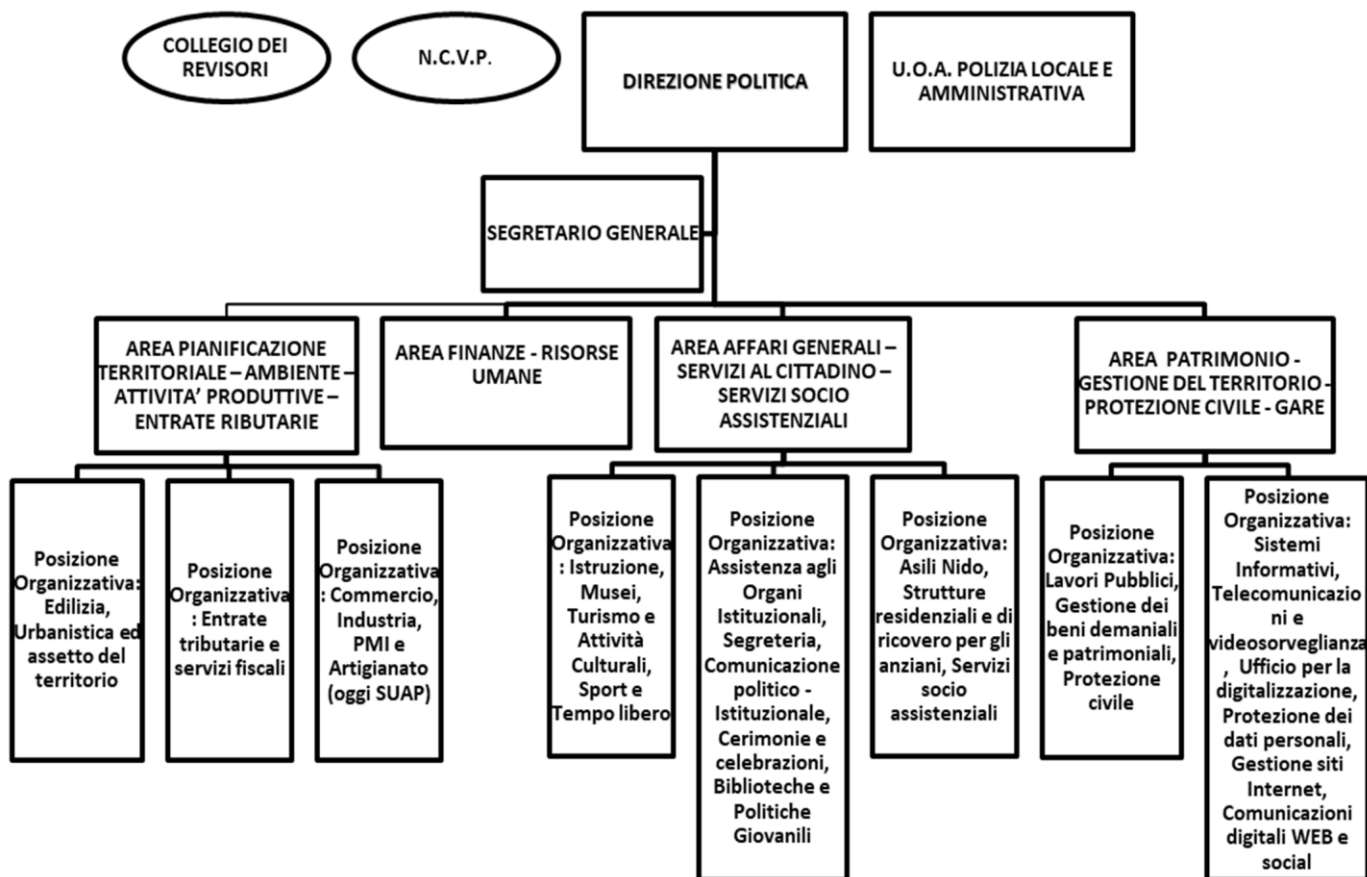 COLLEGIO DEI
REVISORI
N.C.V.P.
DIREZIONE POLITICA
U.O.A. POLIZIA LOCALE E
AMMINISTRATIVA
SEGRETARIO GENERALE
AREA PIANIFICAZIONE
TERRITORIALE – AMBIENTE –
ATTIVITA’ PRODUTTIVE –
ENTRATE RIBUTARIE
AREA FINANZE - RISORSE
UMANE
AREA AFFARI GENERALI –
SERVIZI AL CITTADINO –
SERVIZI SOCIO
ASSISTENZIALI
AREA PATRIMONIO -
GESTIONE DEL TERRITORIO -
PROTEZIONE CIVILE - GARE
Posizione
Organizzativa:
Edilizia,
Urbanistica ed
assetto del
territorio
Posizione
Organizzativa
: Entrate
tributarie e
servizi fiscali
Posizione
Organizzativa
: Commercio,
Industria,
PMI e
Artigianato
(oggi SUAP)
Posizione
Organizzativa
: Istruzione,
Musei,
Turismo e
Attività
Culturali,
Sport e
Tempo libero
Posizione
Organizzativa:
Assistenza agli
Organi
Istituzionali,
Segreteria,
Comunicazione
politico -
Istituzionale,
Cerimonie e
celebrazioni,
Biblioteche e
Politiche
Giovanili
Posizione
Organizzativa:
Asili Nido,
Strutture
residenziali e di
ricovero per gli
anziani, Servizi
socio
assistenziali
Posizione
Organizzativa:
Lavori Pubblici,
Gestione dei
beni demaniali
e patrimoniali,
Protezione
civile
Posizione
Organizzativa:
Sistemi
Informativi,
Telecomunicazio
ni e
videosorveglianza
, Ufficio per la
digitalizzazione,
Protezione dei
dati personali,
Gestione siti
Internet,
Comunicazioni
digitali WEB e
social